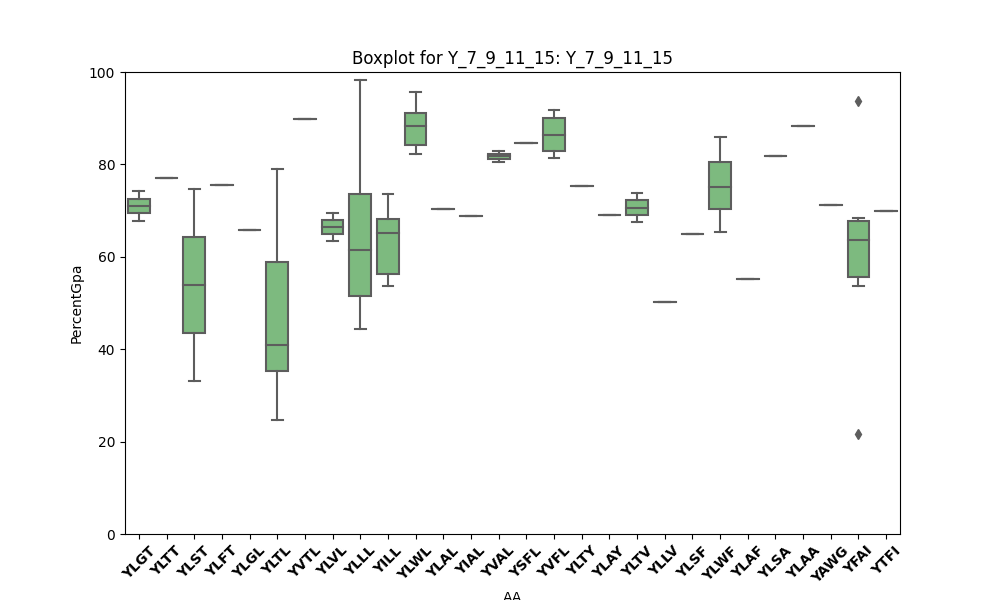 Boxplot for Y_7_9_11_15: Y_7_9_11_15
100
80
60
40
20
0
PercentGpa
YLGT YLTT YLST YLFT YLGL YLTL YVTL YLVL YLLL YILL YLWL YLAL YIAL YVAL YSFL YVFL YLTY YLAY YLTV YLLV YLSF YLWF YLAF YLSA YLAA YAWG YFAI YTFI
AA